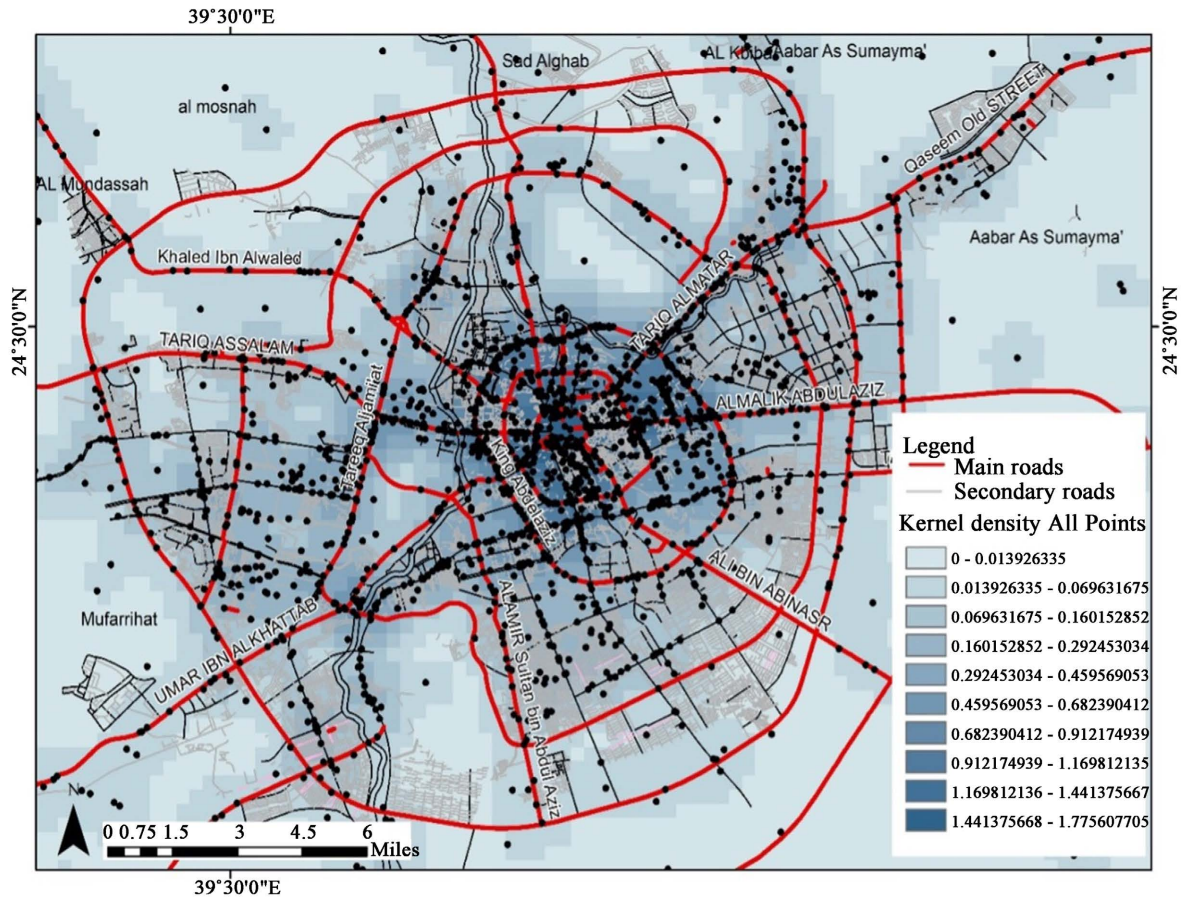 39°30'0"E
Sad Alghab
Aabar As Sumayma'
al mosnah
Qaseem Old STREET
AL Mundassah
Aabar As Sumayma'
Khaled Ibn Alwaled
TARIQ ALMATAR
24°30'0"N
24°30'0"N
TARIQ ASSALAM
ALMALIK ABDULAZIZ
Tareeq Aljamiiat
King Abdelaziz
ALI BIN ABINASR
ALAMIR Sultan bin Abdul Aziz
Mufarrihat
UMAR IBN ALKHATTAB
Legend
Main roads
Secondary roads
Kernel density All Points
0 - 0.013926335
0.013926335 - 0.069631675
0.069631675 - 0.160152852
0.160152852 - 0.292453034
0.292453034 - 0.459569053
0.459569053 - 0.682390412
0.682390412 - 0.912174939
0.912174939 - 1.169812135
1.169812136 - 1.441375667
1.441375668 - 1.775607705
N
0 0.75 1.5 3 4.5 6
Miles
39°30'0"E